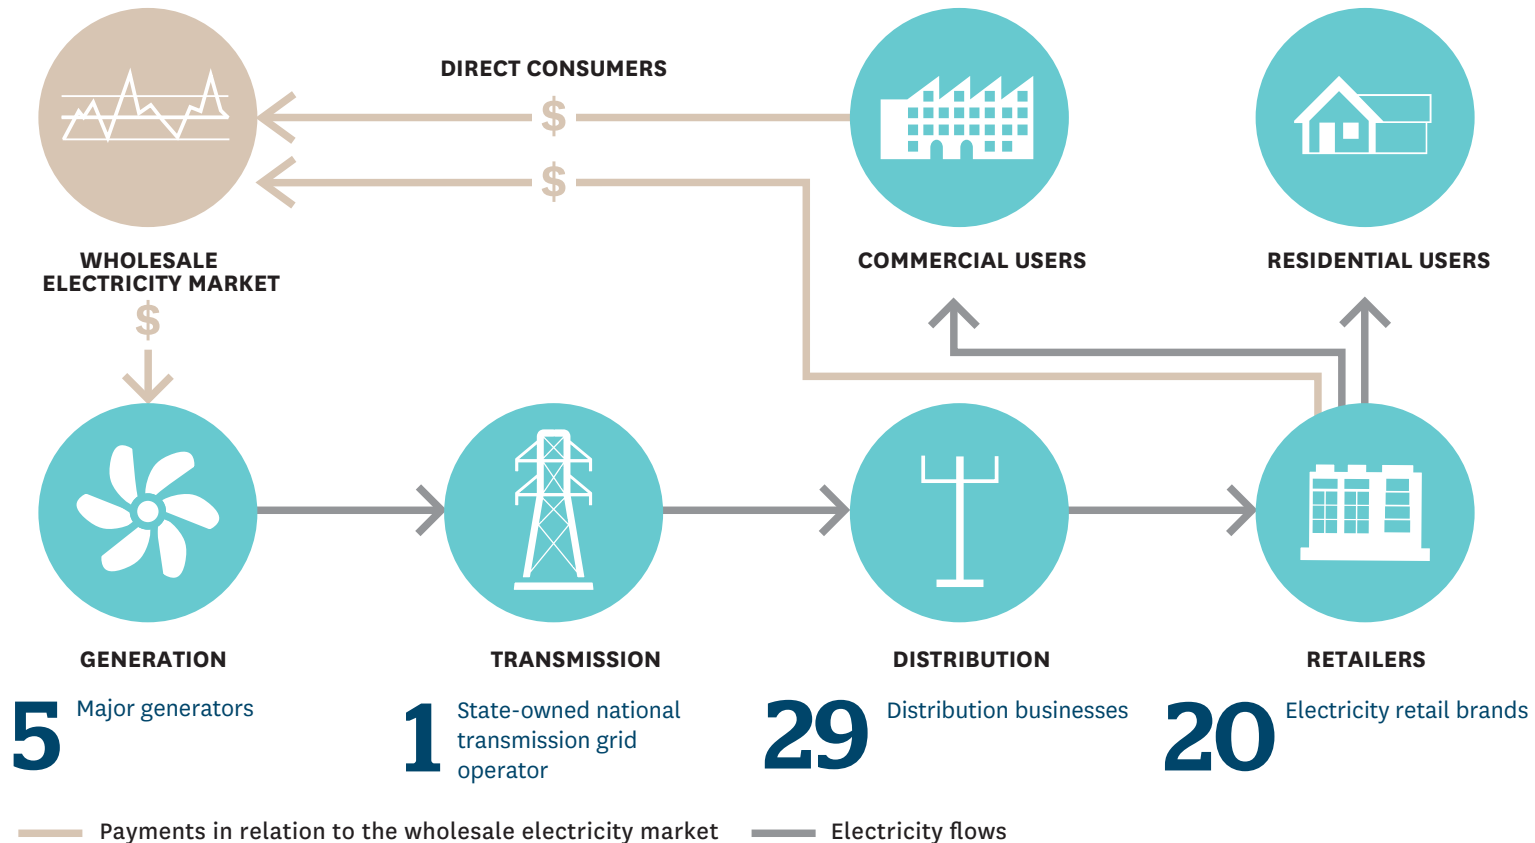 DIRECT CONSUMERS
$
$
WHOLESALE
ELECTRICITY MARKET
COMMERCIAL USERS
RESIDENTIAL USERS
$
GENERATION
TRANSMISSION
DISTRIBUTION
RETAILERS
5 Major generators
1 State-owned national
transmission grid
operator
29 Distribution businesses
20 Electricity retail brands
Payments in relation to the wholesale electricity market
Electricity flows